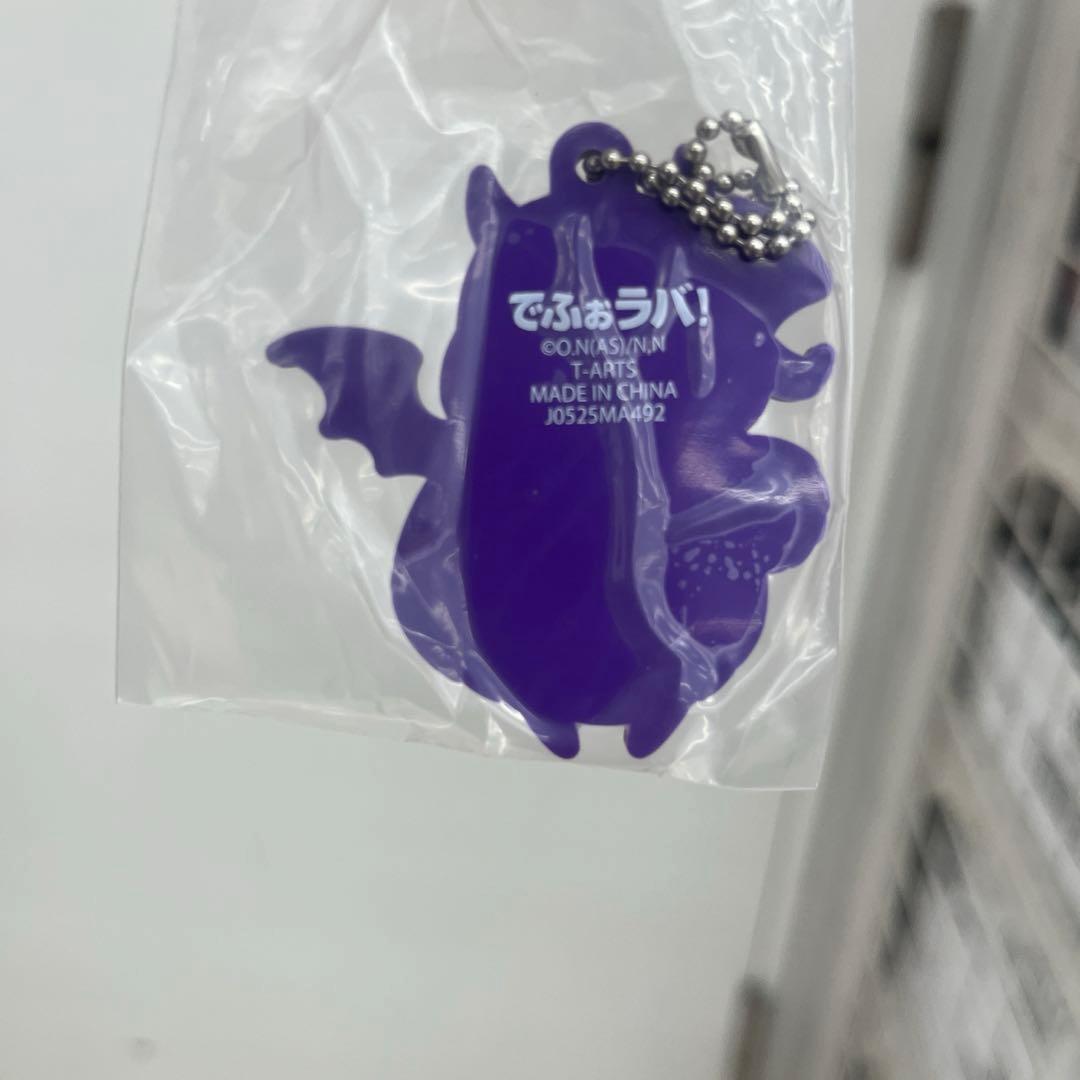 でふぉラバ!
©O.N(AS)/N,N
T-ARTS
MADE IN CHINA
J0525MA492